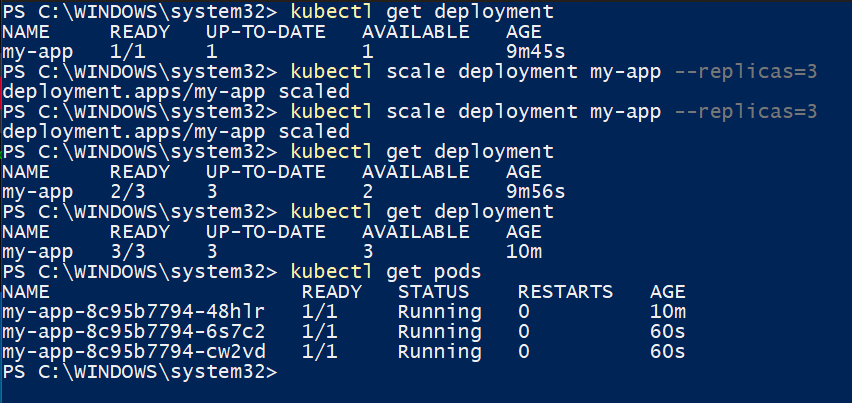 PS C:\WINDOWS\system32> kubectl get deployment
NAME     READY   UP-TO-DATE   AVAILABLE   AGE
my-app   1/1     1            1           9m45s
PS C:\WINDOWS\system32> kubectl scale deployment my-app --replicas=3
deployment.apps/my-app scaled
PS C:\WINDOWS\system32> kubectl scale deployment my-app --replicas=3
deployment.apps/my-app scaled
PS C:\WINDOWS\system32> kubectl get deployment
NAME     READY   UP-TO-DATE   AVAILABLE   AGE
my-app   2/3     3            2           9m56s
PS C:\WINDOWS\system32> kubectl get deployment
NAME     READY   UP-TO-DATE   AVAILABLE   AGE
my-app   3/3     3            3           10m
PS C:\WINDOWS\system32> kubectl get pods
NAME                     READY   STATUS    RESTARTS   AGE
my-app-8c95b7794-48hlr   1/1     Running   0          10m
my-app-8c95b7794-6s7c2   1/1     Running   0          60s
my-app-8c95b7794-cw2vd   1/1     Running   0          60s
PS C:\WINDOWS\system32>